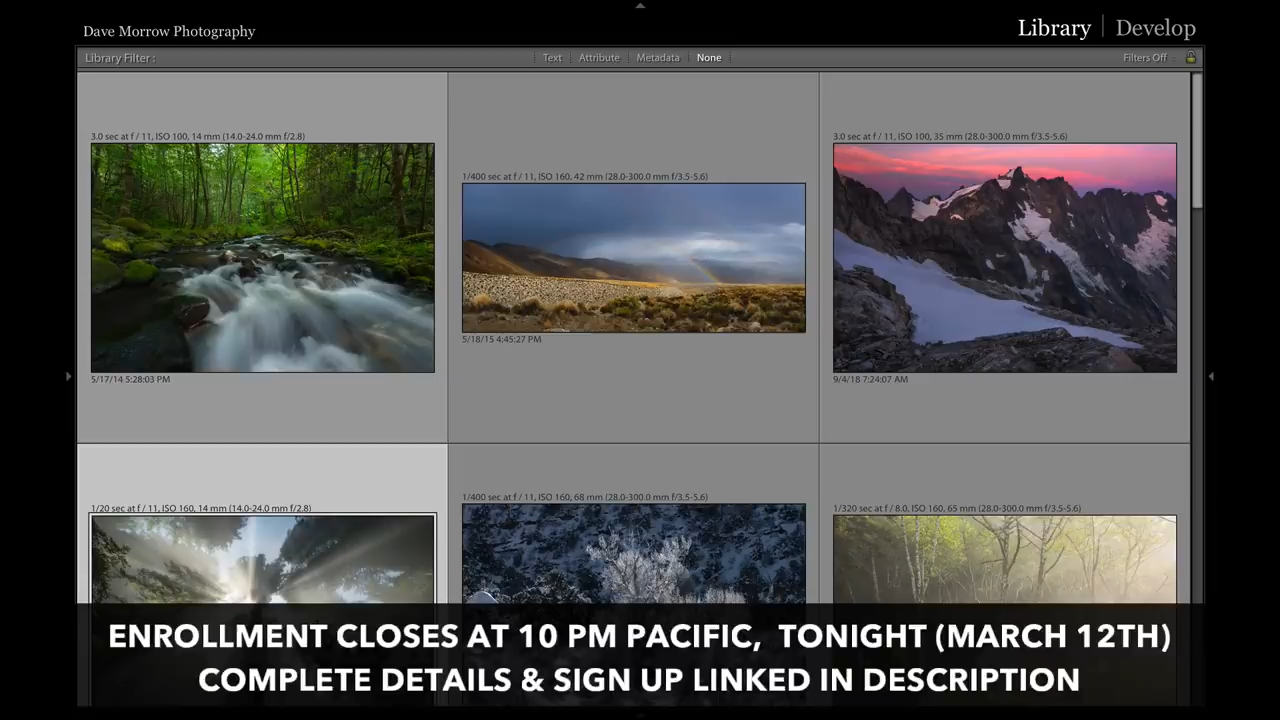 Dave Morrow Photography
Library | Develop
Library Filter :
Text
Attribute
Metadata
None
Filters Off
3.0 sec at f / 11, ISO 100, 14 mm (14.0-24.0 mm f/2.8)
5/17/14 5:28:03 PM
1/400 sec at f / 11, ISO 160, 42 mm (28.0-300.0 mm f/3.5-5.6)
5/18/15 4:45:27 PM
3.0 sec at f / 11, ISO 100, 35 mm (28.0-300.0 mm f/3.5-5.6)
9/4/18 7:24:07 AM
1/20 sec at f / 11, ISO 160, 14 mm (14.0-24.0 mm f/2.8)
1/400 sec at f / 11, ISO 160, 68 mm (28.0-300.0 mm f/3.5-5.6)
1/320 sec at f / 8.0, ISO 160, 65 mm (28.0-300.0 mm f/3.5-5.6)
ENROLLMENT CLOSES AT 10 PM PACIFIC, TONIGHT (MARCH 12TH)
COMPLETE DETAILS & SIGN UP LINKED IN DESCRIPTION